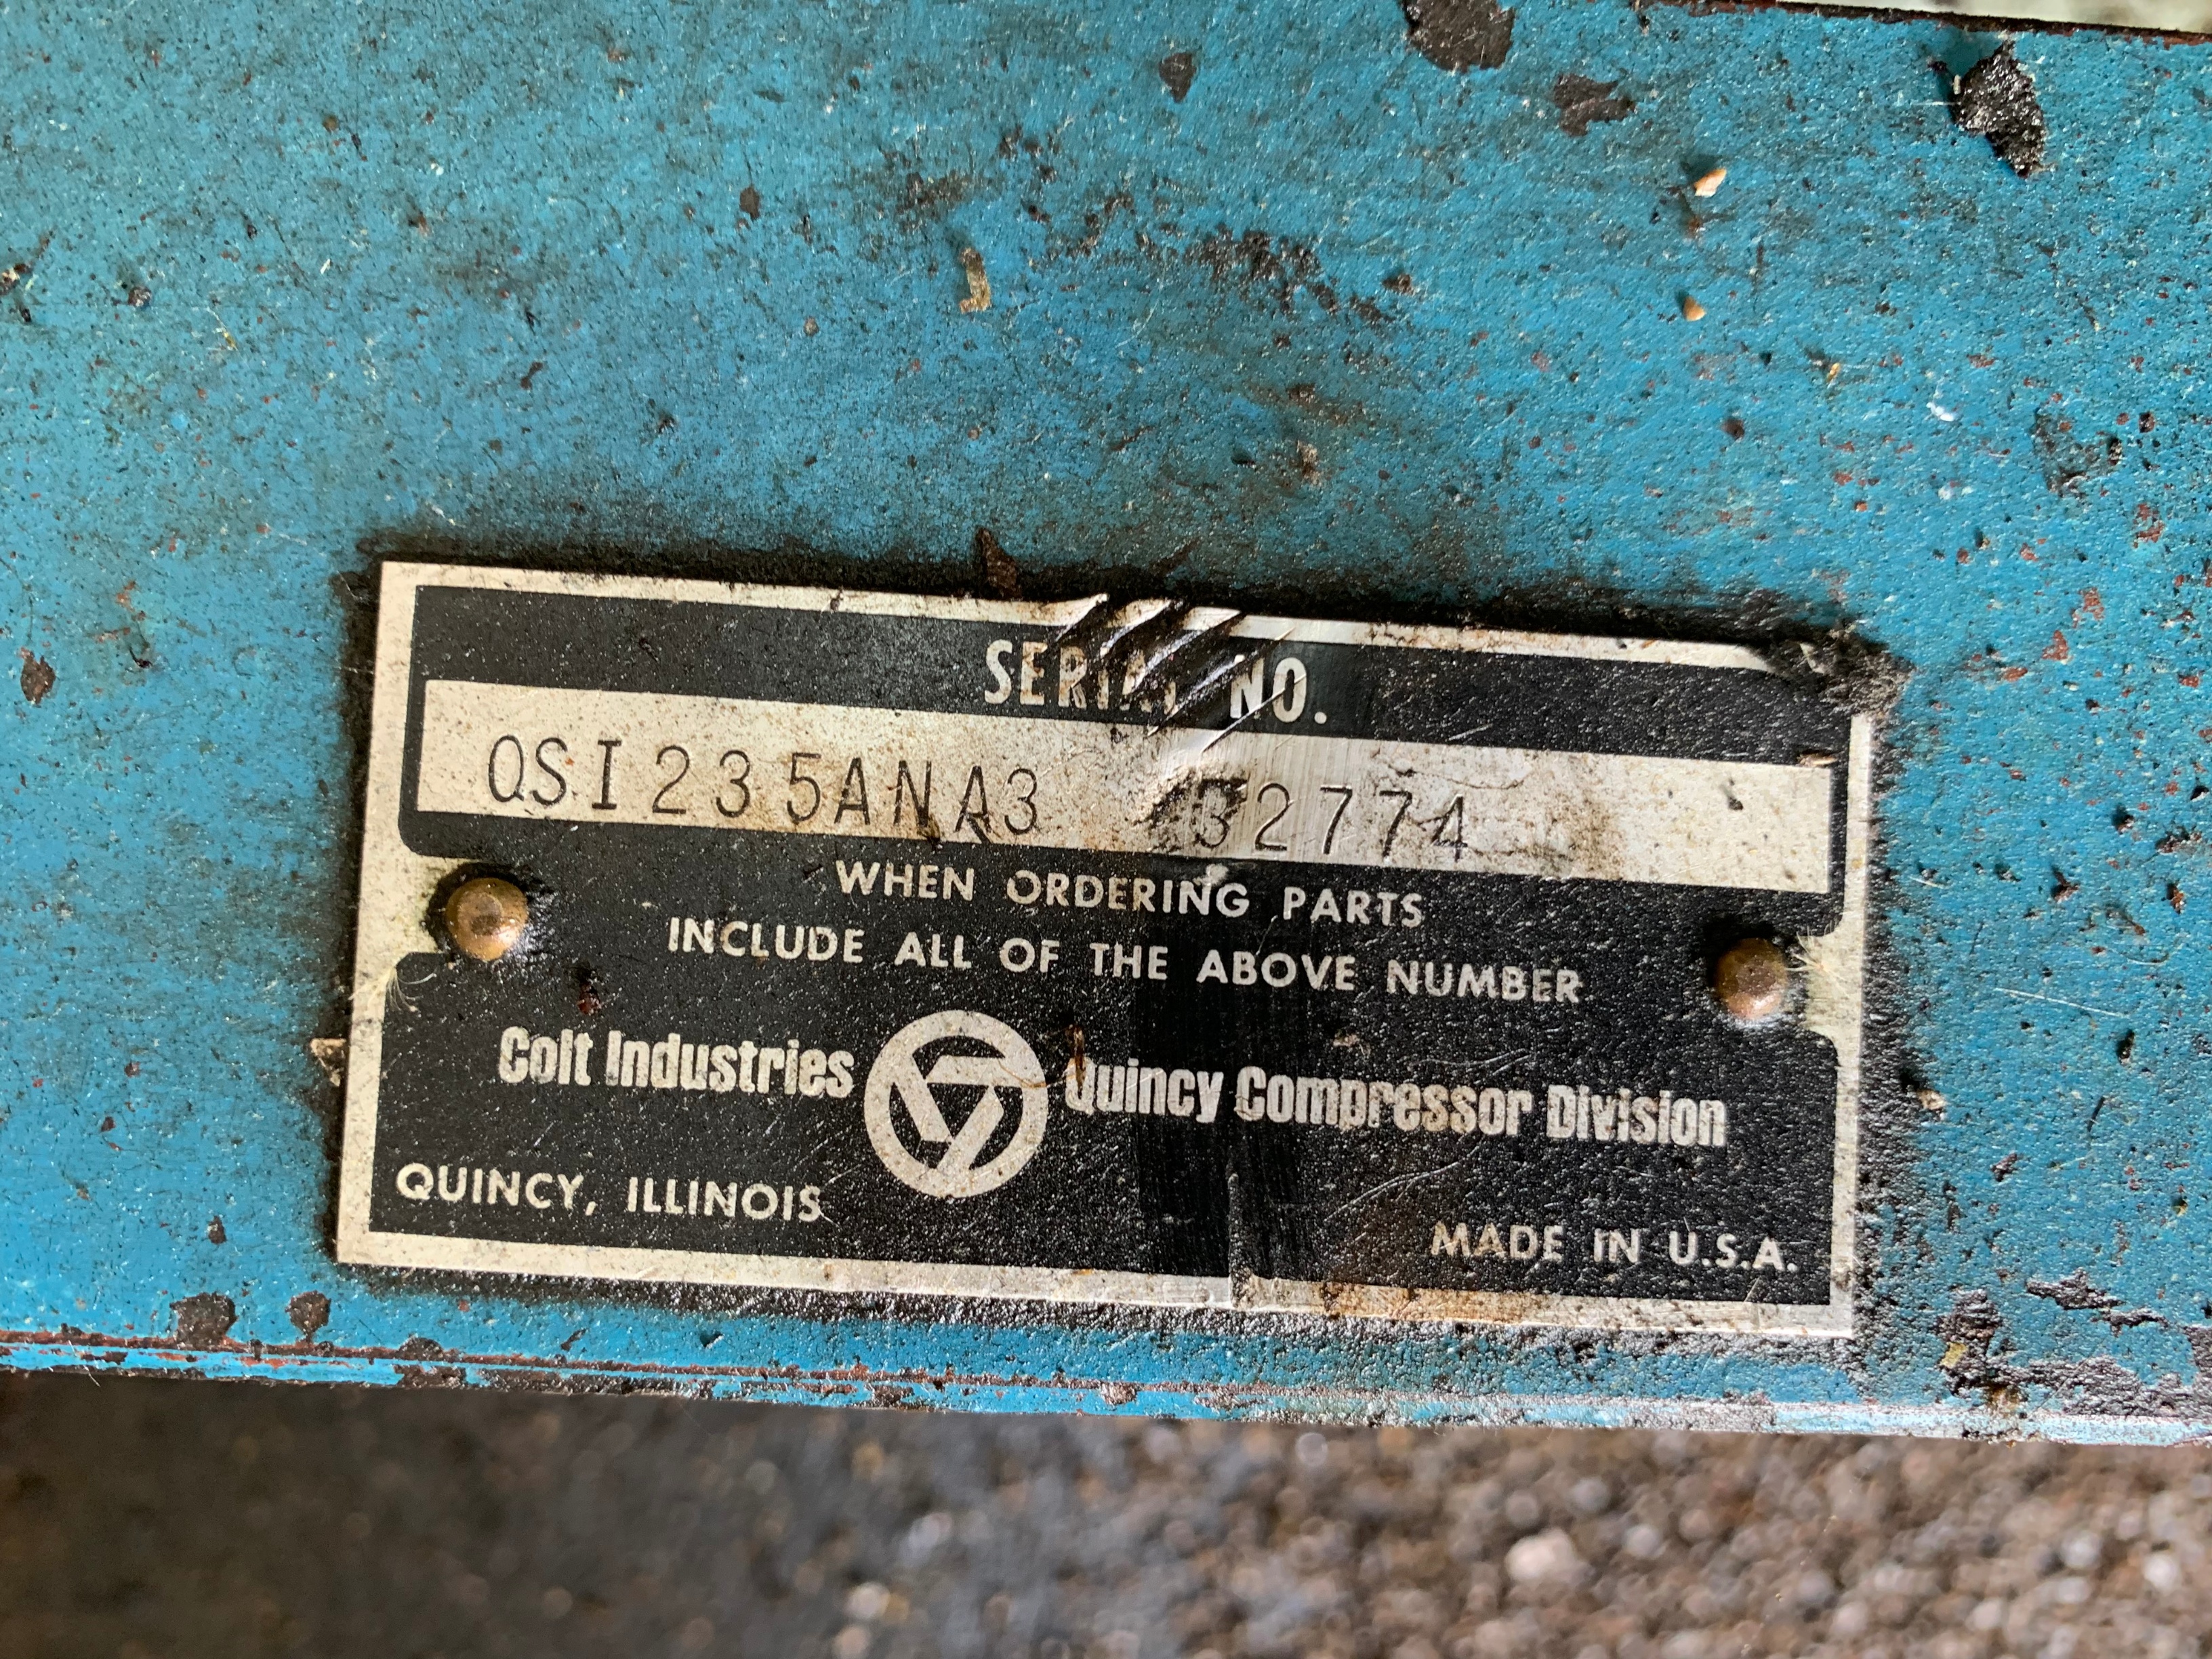 SERIAL NO.
QSI235ANA3 32774
WHEN ORDERING PARTS
INCLUDE ALL OF THE ABOVE NUMBER
Colt Industries Quincy Compressor Division
QUINCY, ILLINOIS
MADE IN U.S.A.